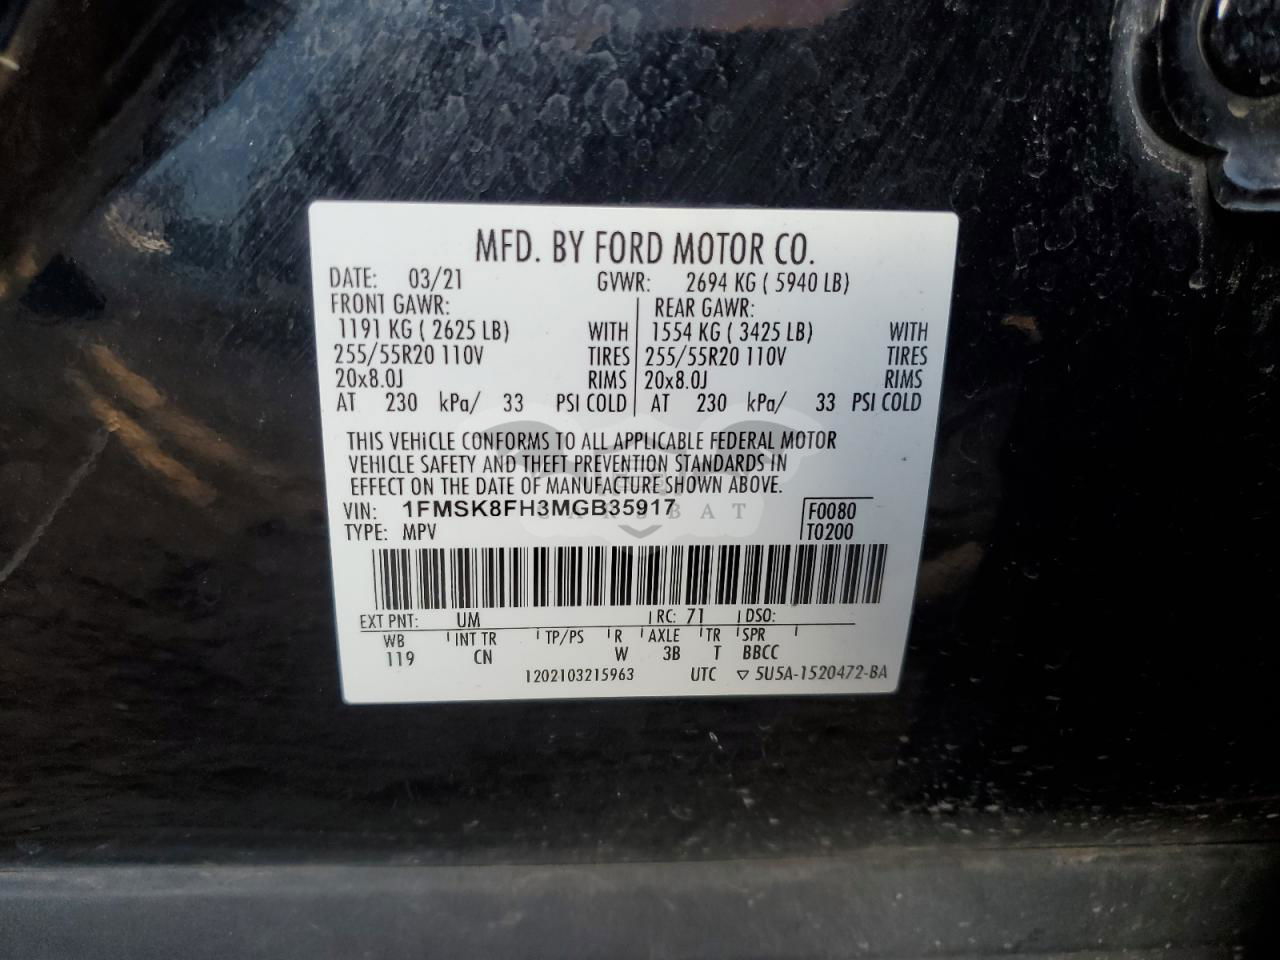 MFD. BY FORD MOTOR CO.
DATE: 03/21 GVWR: 2694 KG ( 5940 LB)
FRONT GAWR: REAR GAWR:
1191 KG ( 2625 LB) WITH 1554 KG ( 3425 LB) WITH
255/55R20 110V TIRES 255/55R20 110V TIRES
20x8.0J RIMS 20x8.0J RIMS
AT 230 kPa/ 33 PSI COLD AT 230 kPa/ 33 PSI COLD
THIS VEHICLE CONFORMS TO ALL APPLICABLE FEDERAL MOTOR
VEHICLE SAFETY AND THEFT PREVENTION STANDARDS IN
EFFECT ON THE DATE OF MANUFACTURE SHOWN ABOVE.
VIN: 1FMSK8FH3MGB35917 F0080
TYPE: MPV T0200
EXT PNT: UM RC: 71 DSO:
WB INT TR TP/PS R AXLE TR SPR
119 CN W 3B T BBCC
1202103215963 UTC ▽ 5U5A-1520472-BA